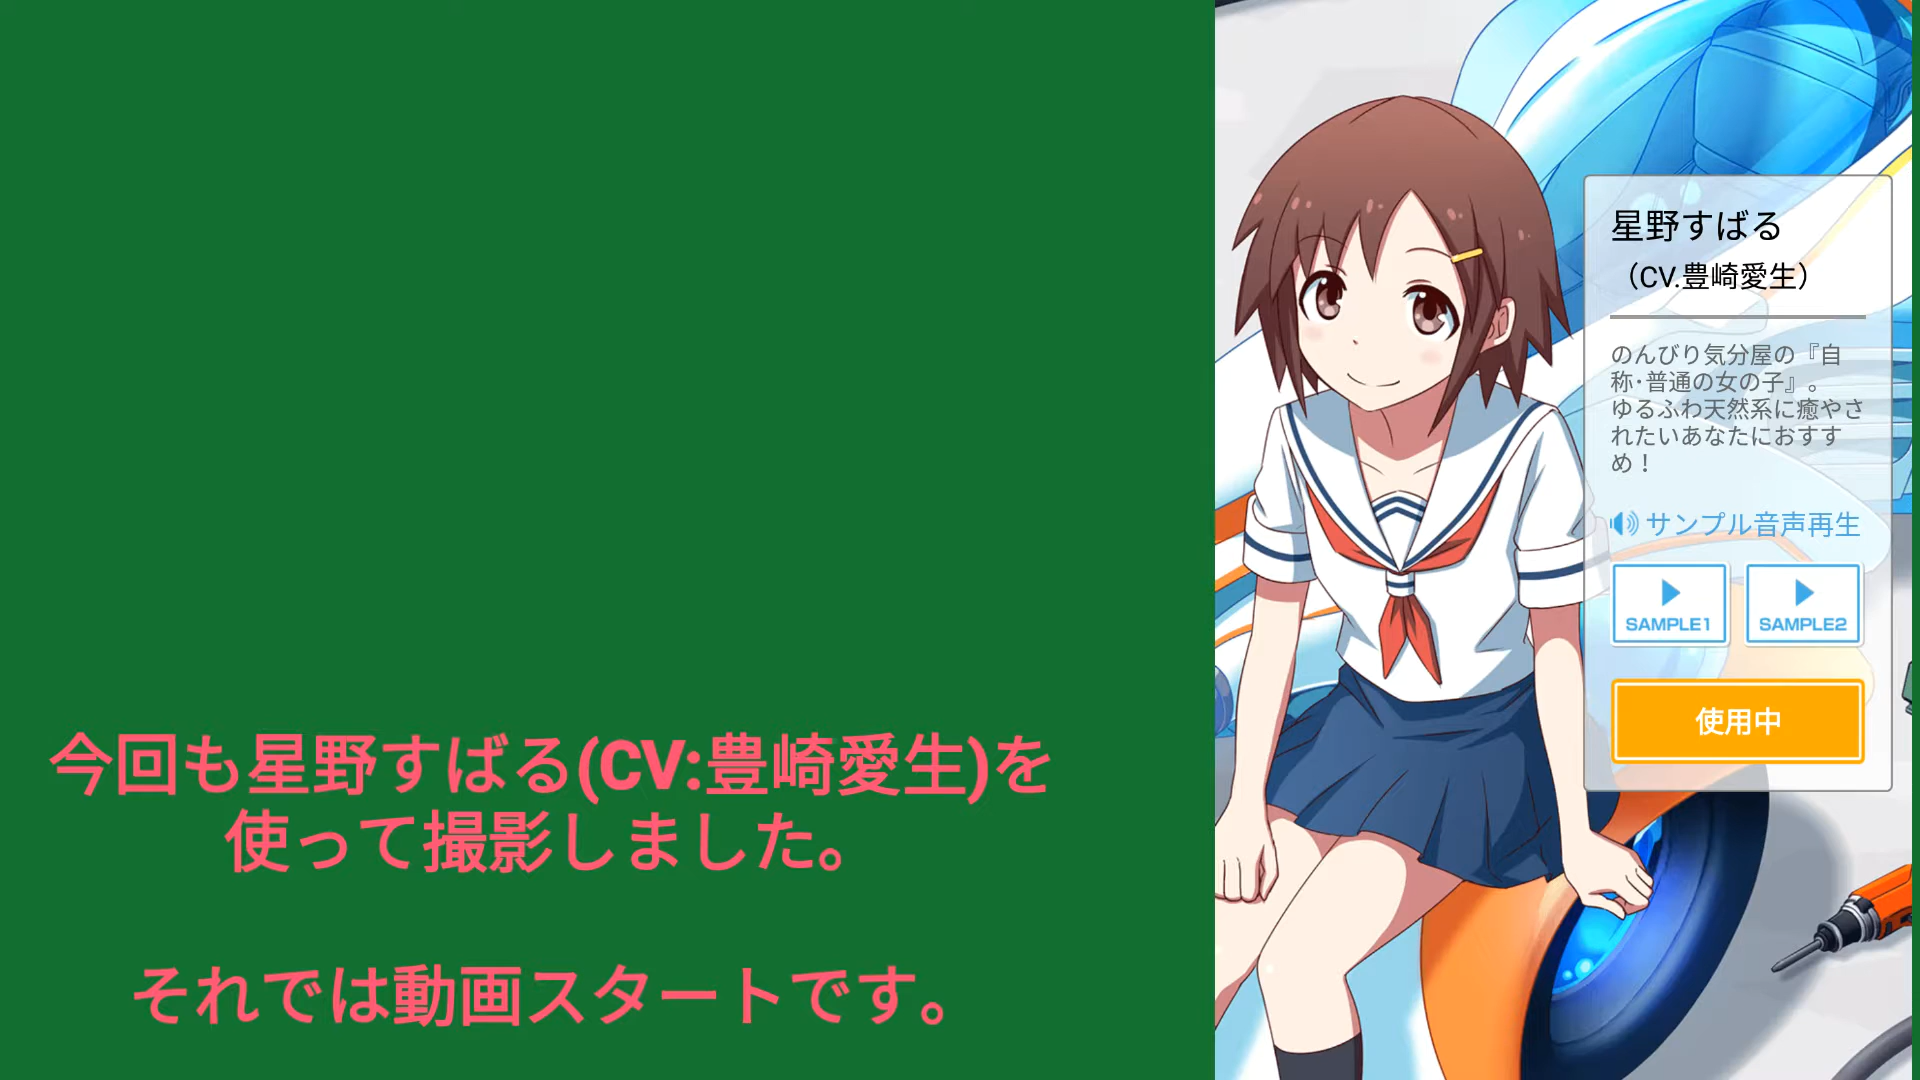 今回も星野すばる(CV:豊崎愛生)を
使って撮影しました。
それでは動画スタートです。
星野すばる
（CV.豊崎愛生）
のんびり気分屋の『自
称・普通の女の子』。
ゆるふわ天然系に癒やさ
れたいあなたにおすす
め！
サンプル音声再生
SAMPLE1
SAMPLE2
使用中